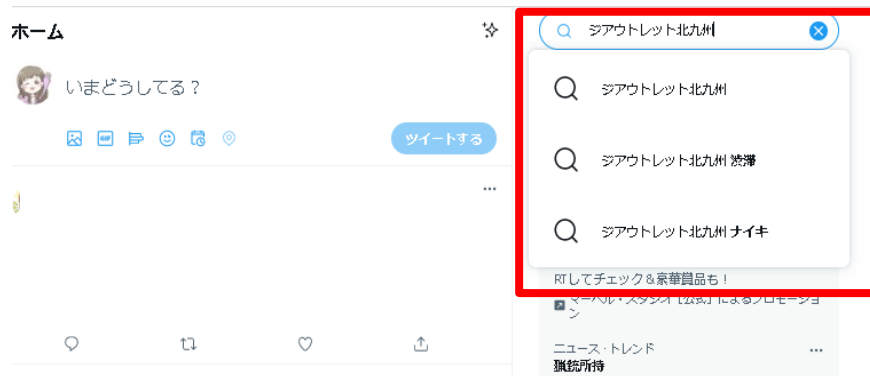 ホーム
いまどうしてる？
GIF
ツイートする
ジアウトレット北九州
ジアウトレット北九州
ジアウトレット北九州 渋滞
ジアウトレット北九州 ナイキ
RTしてチェック＆豪華賞品も！
マーベル・スタジオ【公式】によるプロモーショ
ン
ニュース・トレンド
猟銃所持